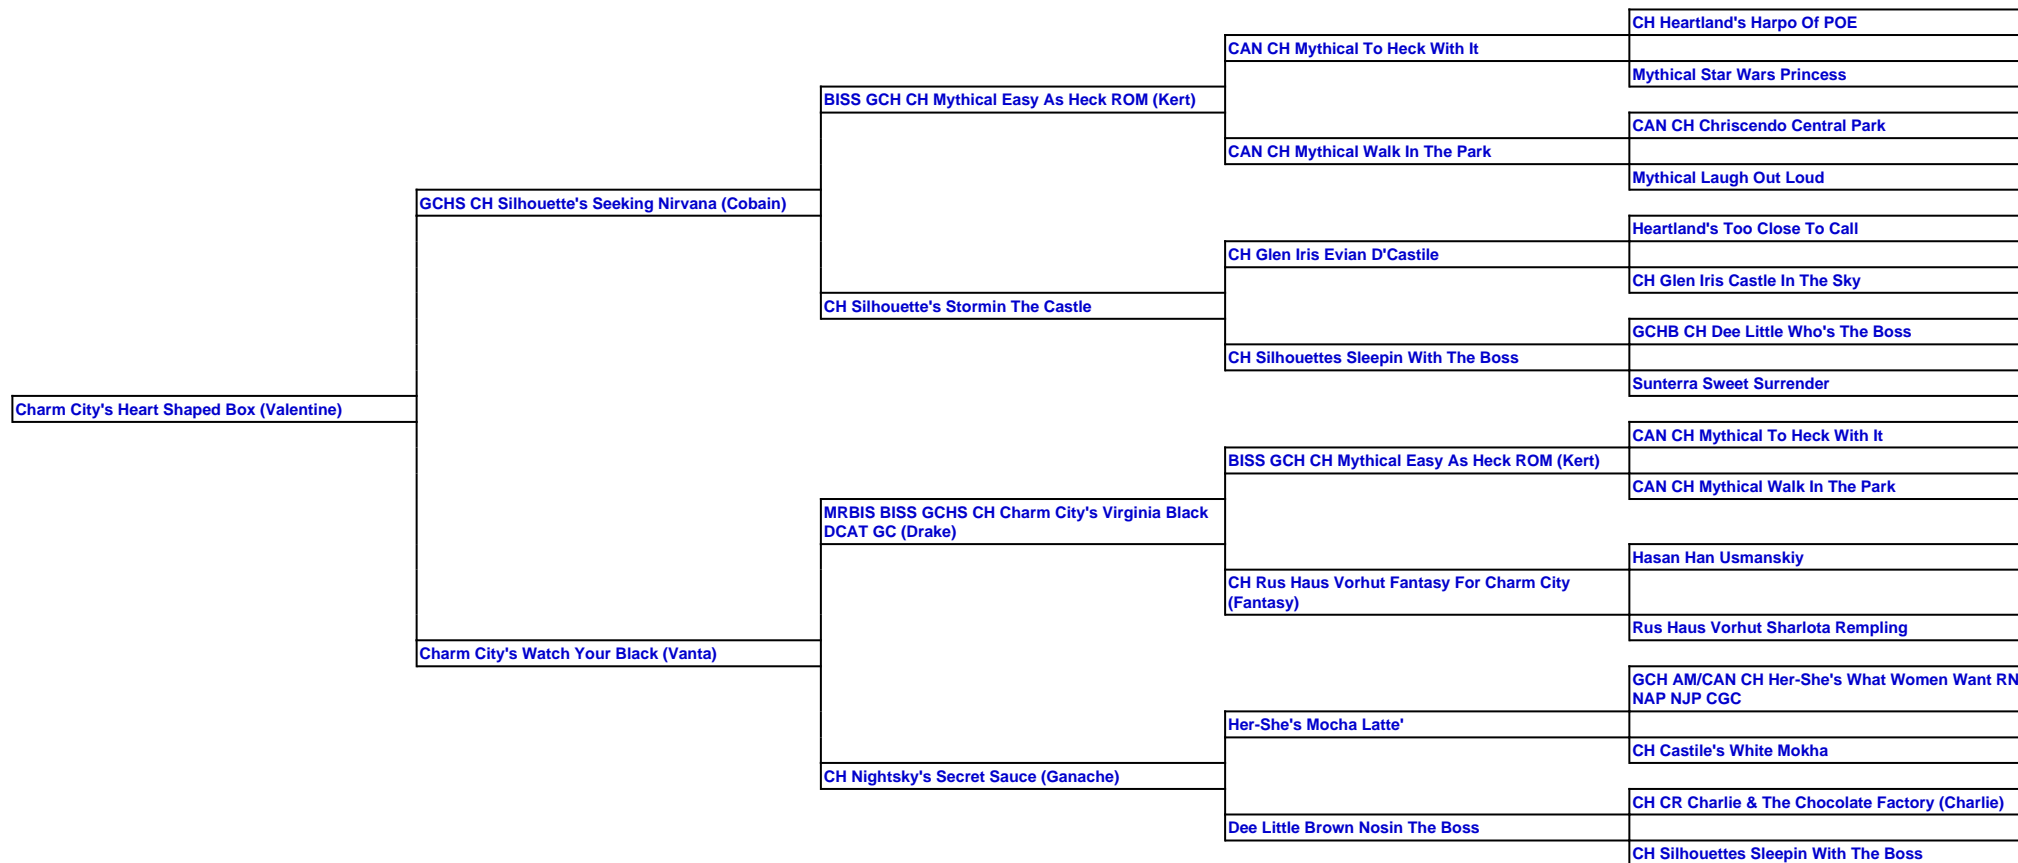 CH Heartland's Harpo Of POE
CAN CH Mythical To Heck With It
Mythical Star Wars Princess
BISS GCH CH Mythical Easy As Heck ROM (Kert)
CAN CH Chriscendo Central Park
CAN CH Mythical Walk In The Park
Mythical Laugh Out Loud
GCHS CH Silhouette's Seeking Nirvana (Cobain)
Heartland's Too Close To Call
CH Glen Iris Evian D'Castile
CH Glen Iris Castle In The Sky
CH Silhouette's Stormin The Castle
GCHB CH Dee Little Who's The Boss
CH Silhouettes Sleepin With The Boss
Sunterra Sweet Surrender
Charm City's Heart Shaped Box (Valentine)
CAN CH Mythical To Heck With It
BISS GCH CH Mythical Easy As Heck ROM (Kert)
CAN CH Mythical Walk In The Park
MRBIS BISS GCHS CH Charm City's Virginia Black
DCAT GC (Drake)
Hasan Han Usmanskiy
CH Rus Haus Vorhut Fantasy For Charm City
(Fantasy)
Rus Haus Vorhut Sharlota Rempling
Charm City's Watch Your Black (Vanta)
GCH AM/CAN CH Her-She's What Women Want RN
NAP NJP CGC
Her-She's Mocha Latte'
CH Castile's White Mokha
CH Nightsky's Secret Sauce (Ganache)
CH CR Charlie & The Chocolate Factory (Charlie)
Dee Little Brown Nosin The Boss
CH Silhouettes Sleepin With The Boss